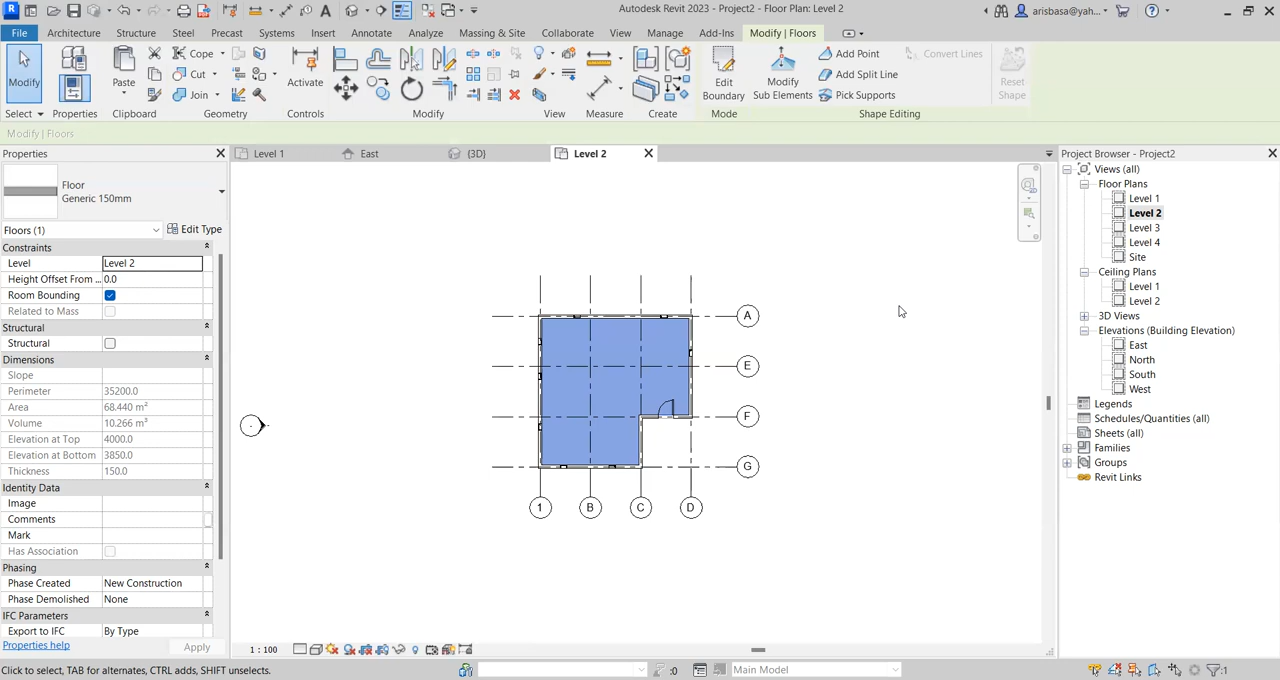 Autodesk Revit 2023 - Project2 - Floor Plan: Level 2
arisbasa@yah...
File
Architecture
Structure
Steel
Precast
Systems
Insert
Annotate
Analyze
Massing & Site
Collaborate
View
Manage
Add-Ins
Modify | Floors
Modify
Paste
Cope
Cut
Join
Activate
Edit Boundary
Modify Sub Elements
Add Point
Add Split Line
Pick Supports
Convert Lines
Reset Shape
Select
Properties
Clipboard
Geometry
Controls
Modify
View
Measure
Create
Mode
Shape Editing
Modify | Floors
Properties
Floor
Generic 150mm
Floors (1)
Edit Type
Constraints
Level Level 2
Height Offset From ... 0.0
Room Bounding
Related to Mass
Structural
Structural
Dimensions
Slope
Perimeter 35200.0
Area 68.440 m²
Volume 10.266 m³
Elevation at Top 4000.0
Elevation at Bottom 3850.0
Thickness 150.0
Identity Data
Image
Comments
Mark
Has Association
Phasing
Phase Created New Construction
Phase Demolished None
IFC Parameters
Export to IFC By Type
Properties help
Apply
Level 1
East
{3D}
Level 2
A
E
F
G
1
B
C
D
1 : 100
Project Browser - Project2
Views (all)
Floor Plans
Level 1
Level 2
Level 3
Level 4
Site
Ceiling Plans
Level 1
Level 2
3D Views
Elevations (Building Elevation)
East
North
South
West
Legends
Schedules/Quantities (all)
Sheets (all)
Families
Groups
Revit Links
Click to select, TAB for alternates, CTRL adds, SHIFT unselects.
:0
Main Model
:1